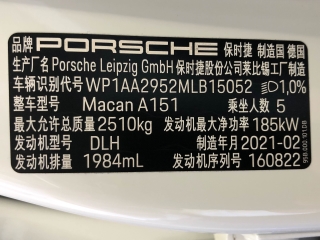 品牌 PORSCHE 保时捷 制造国 德国
生产厂名 Porsche Leipzig GmbH 保时捷股份公司莱比锡工厂制造
车辆识别代号 WP1AA2952MLB15052 1,0%
整车型号 Macan A151 乘坐人数 5
最大允许总质量 2510kg 发动机最大净功率 185kW
发动机型号 DLH 制造年月 2021-02
发动机排量 1984mL 发动机序列号 160822